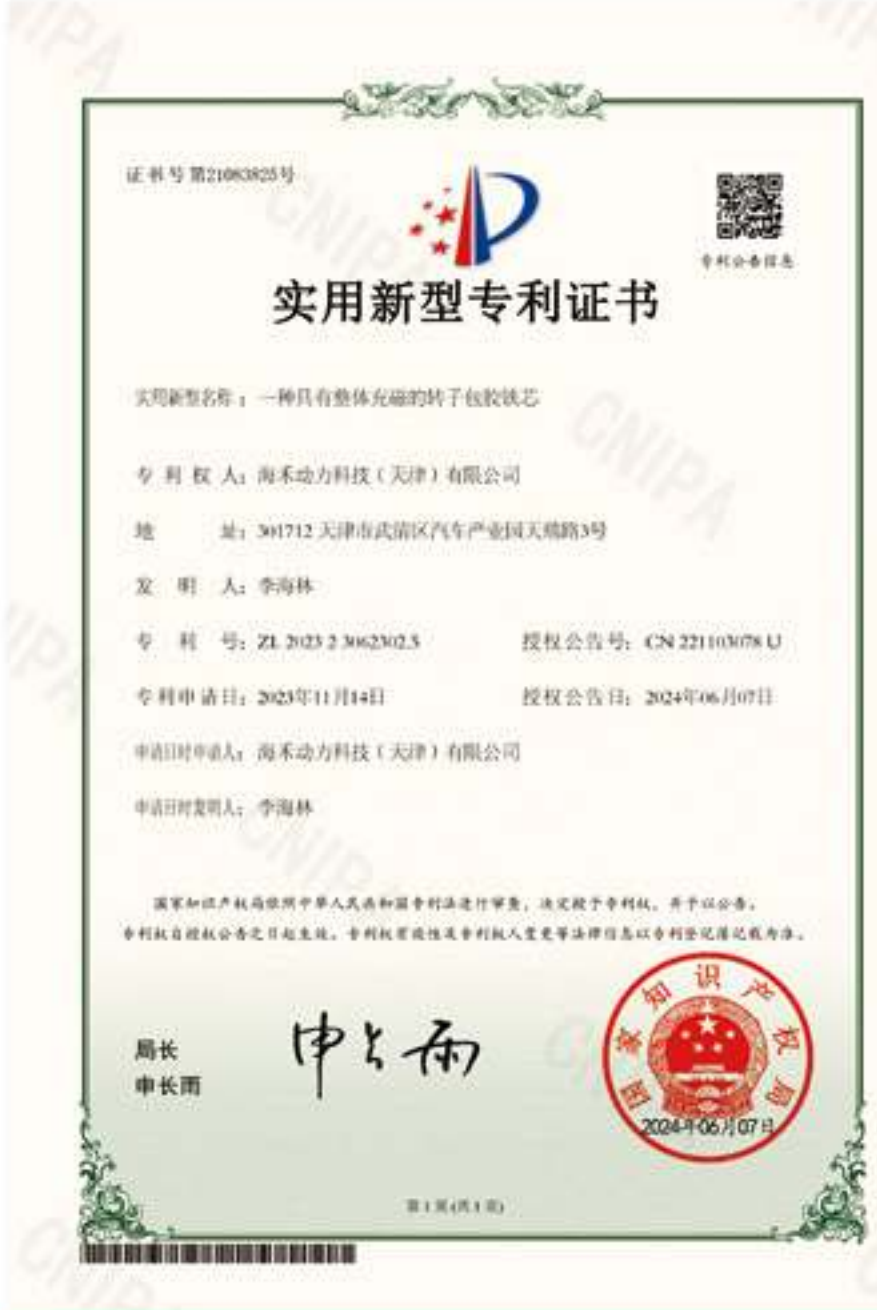 证书号第21083825号
专利公告信息
实用新型专利证书
实用新型名称：一种具有整体充磁的转子包胶铁芯
专利权人：海禾动力科技（天津）有限公司
地址：301712 天津市武清区汽车产业园天瑞路3号
发明人：李海林
专利号：ZL 2023 2 3062302.5 授权公告号：CN 221103078 U
专利申请日：2023年11月14日 授权公告日：2024年06月07日
申请日时申请人：海禾动力科技（天津）有限公司
申请日时发明人：李海林
国家知识产权局依照中华人民共和国专利法进行审查，决定授予专利权，并予以公告。
专利权自授权公告之日起生效。专利权有效性及专利权人变更等法律信息以专利登记簿记载为准。
局长
申长雨
申长雨
国家知识产权局
2024年06月07日
第1页(共1页)
CNIPA